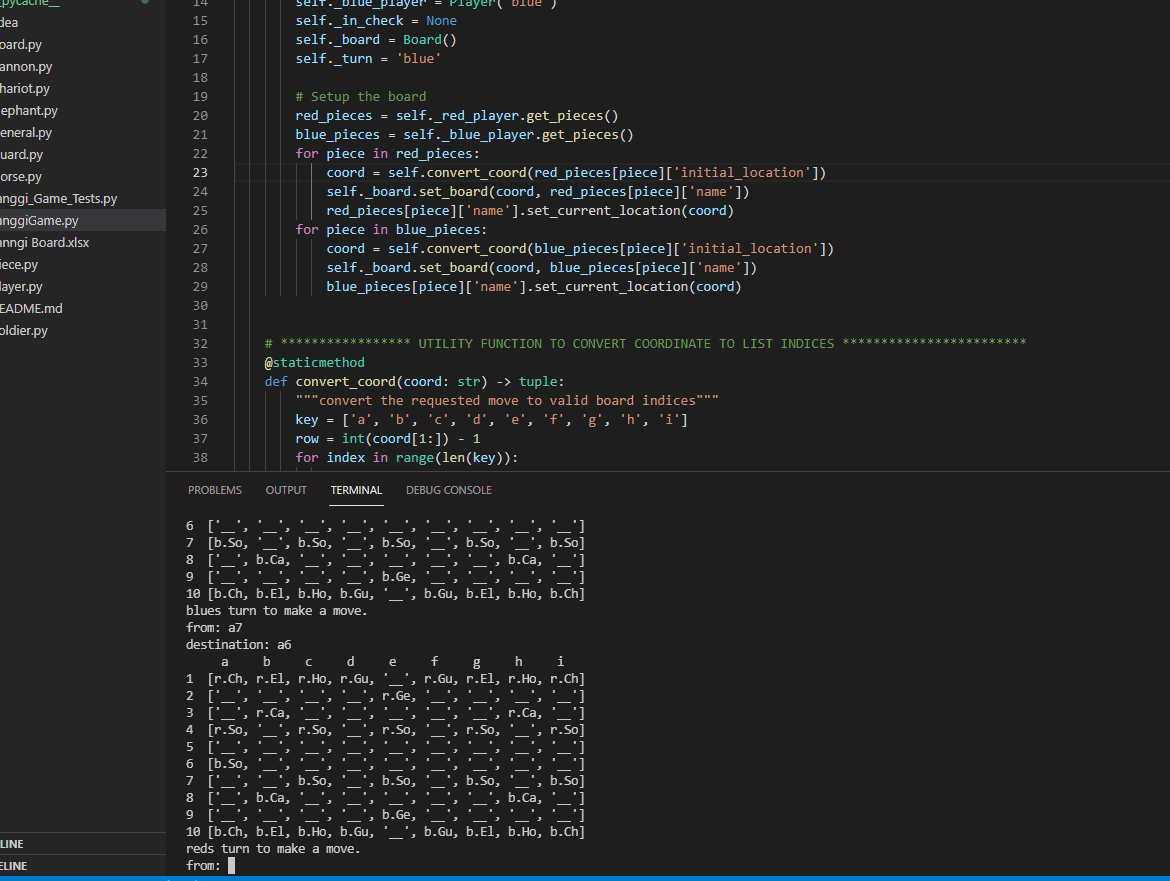 pycache__
dea
oard.py
annon.py
hariot.py
ephant.py
eneral.py
uard.py
orse.py
anggi_Game_Tests.py
anggiGame.py
anngi Board.xlsx
iece.py
layer.py
EADME.md
oldier.py
LINE
ELINE
14 self._blue_player = Player('blue')
15 self._in_check = None
16 self._board = Board()
17 self._turn = 'blue'
18
19 # Setup the board
20 red_pieces = self._red_player.get_pieces()
21 blue_pieces = self._blue_player.get_pieces()
22 for piece in red_pieces:
23 coord = self.convert_coord(red_pieces[piece]['initial_location'])
24 self._board.set_board(coord, red_pieces[piece]['name'])
25 red_pieces[piece]['name'].set_current_location(coord)
26 for piece in blue_pieces:
27 coord = self.convert_coord(blue_pieces[piece]['initial_location'])
28 self._board.set_board(coord, blue_pieces[piece]['name'])
29 blue_pieces[piece]['name'].set_current_location(coord)
30
31
32 # ***************** UTILITY FUNCTION TO CONVERT COORDINATE TO LIST INDICES ************************
33 @staticmethod
34 def convert_coord(coord: str) -> tuple:
35 """convert the requested move to valid board indices"""
36 key = ['a', 'b', 'c', 'd', 'e', 'f', 'g', 'h', 'i']
37 row = int(coord[1:]) - 1
38 for index in range(len(key)):
PROBLEMS OUTPUT TERMINAL DEBUG CONSOLE
6 ['__', '__', '__', '__', '__', '__', '__', '__', '__']
7 [b.So, '__', b.So, '__', b.So, '__', b.So, '__', b.So]
8 ['__', b.Ca, '__', '__', '__', '__', '__', b.Ca, '__']
9 ['__', '__', '__', '__', b.Ge, '__', '__', '__', '__']
10 [b.Ch, b.El, b.Ho, b.Gu, '__', b.Gu, b.El, b.Ho, b.Ch]
blues turn to make a move.
from: a7
destination: a6
a b c d e f g h i
1 [r.Ch, r.El, r.Ho, r.Gu, '__', r.Gu, r.El, r.Ho, r.Ch]
2 ['__', '__', '__', '__', r.Ge, '__', '__', '__', '__']
3 ['__', r.Ca, '__', '__', '__', '__', '__', r.Ca, '__']
4 [r.So, '__', r.So, '__', r.So, '__', r.So, '__', r.So]
5 ['__', '__', '__', '__', '__', '__', '__', '__', '__']
6 [b.So, '__', '__', '__', '__', '__', '__', '__', '__']
7 ['__', '__', b.So, '__', b.So, '__', b.So, '__', b.So]
8 ['__', b.Ca, '__', '__', '__', '__', '__', b.Ca, '__']
9 ['__', '__', '__', '__', b.Ge, '__', '__', '__', '__']
10 [b.Ch, b.El, b.Ho, b.Gu, '__', b.Gu, b.El, b.Ho, b.Ch]
reds turn to make a move.
from: